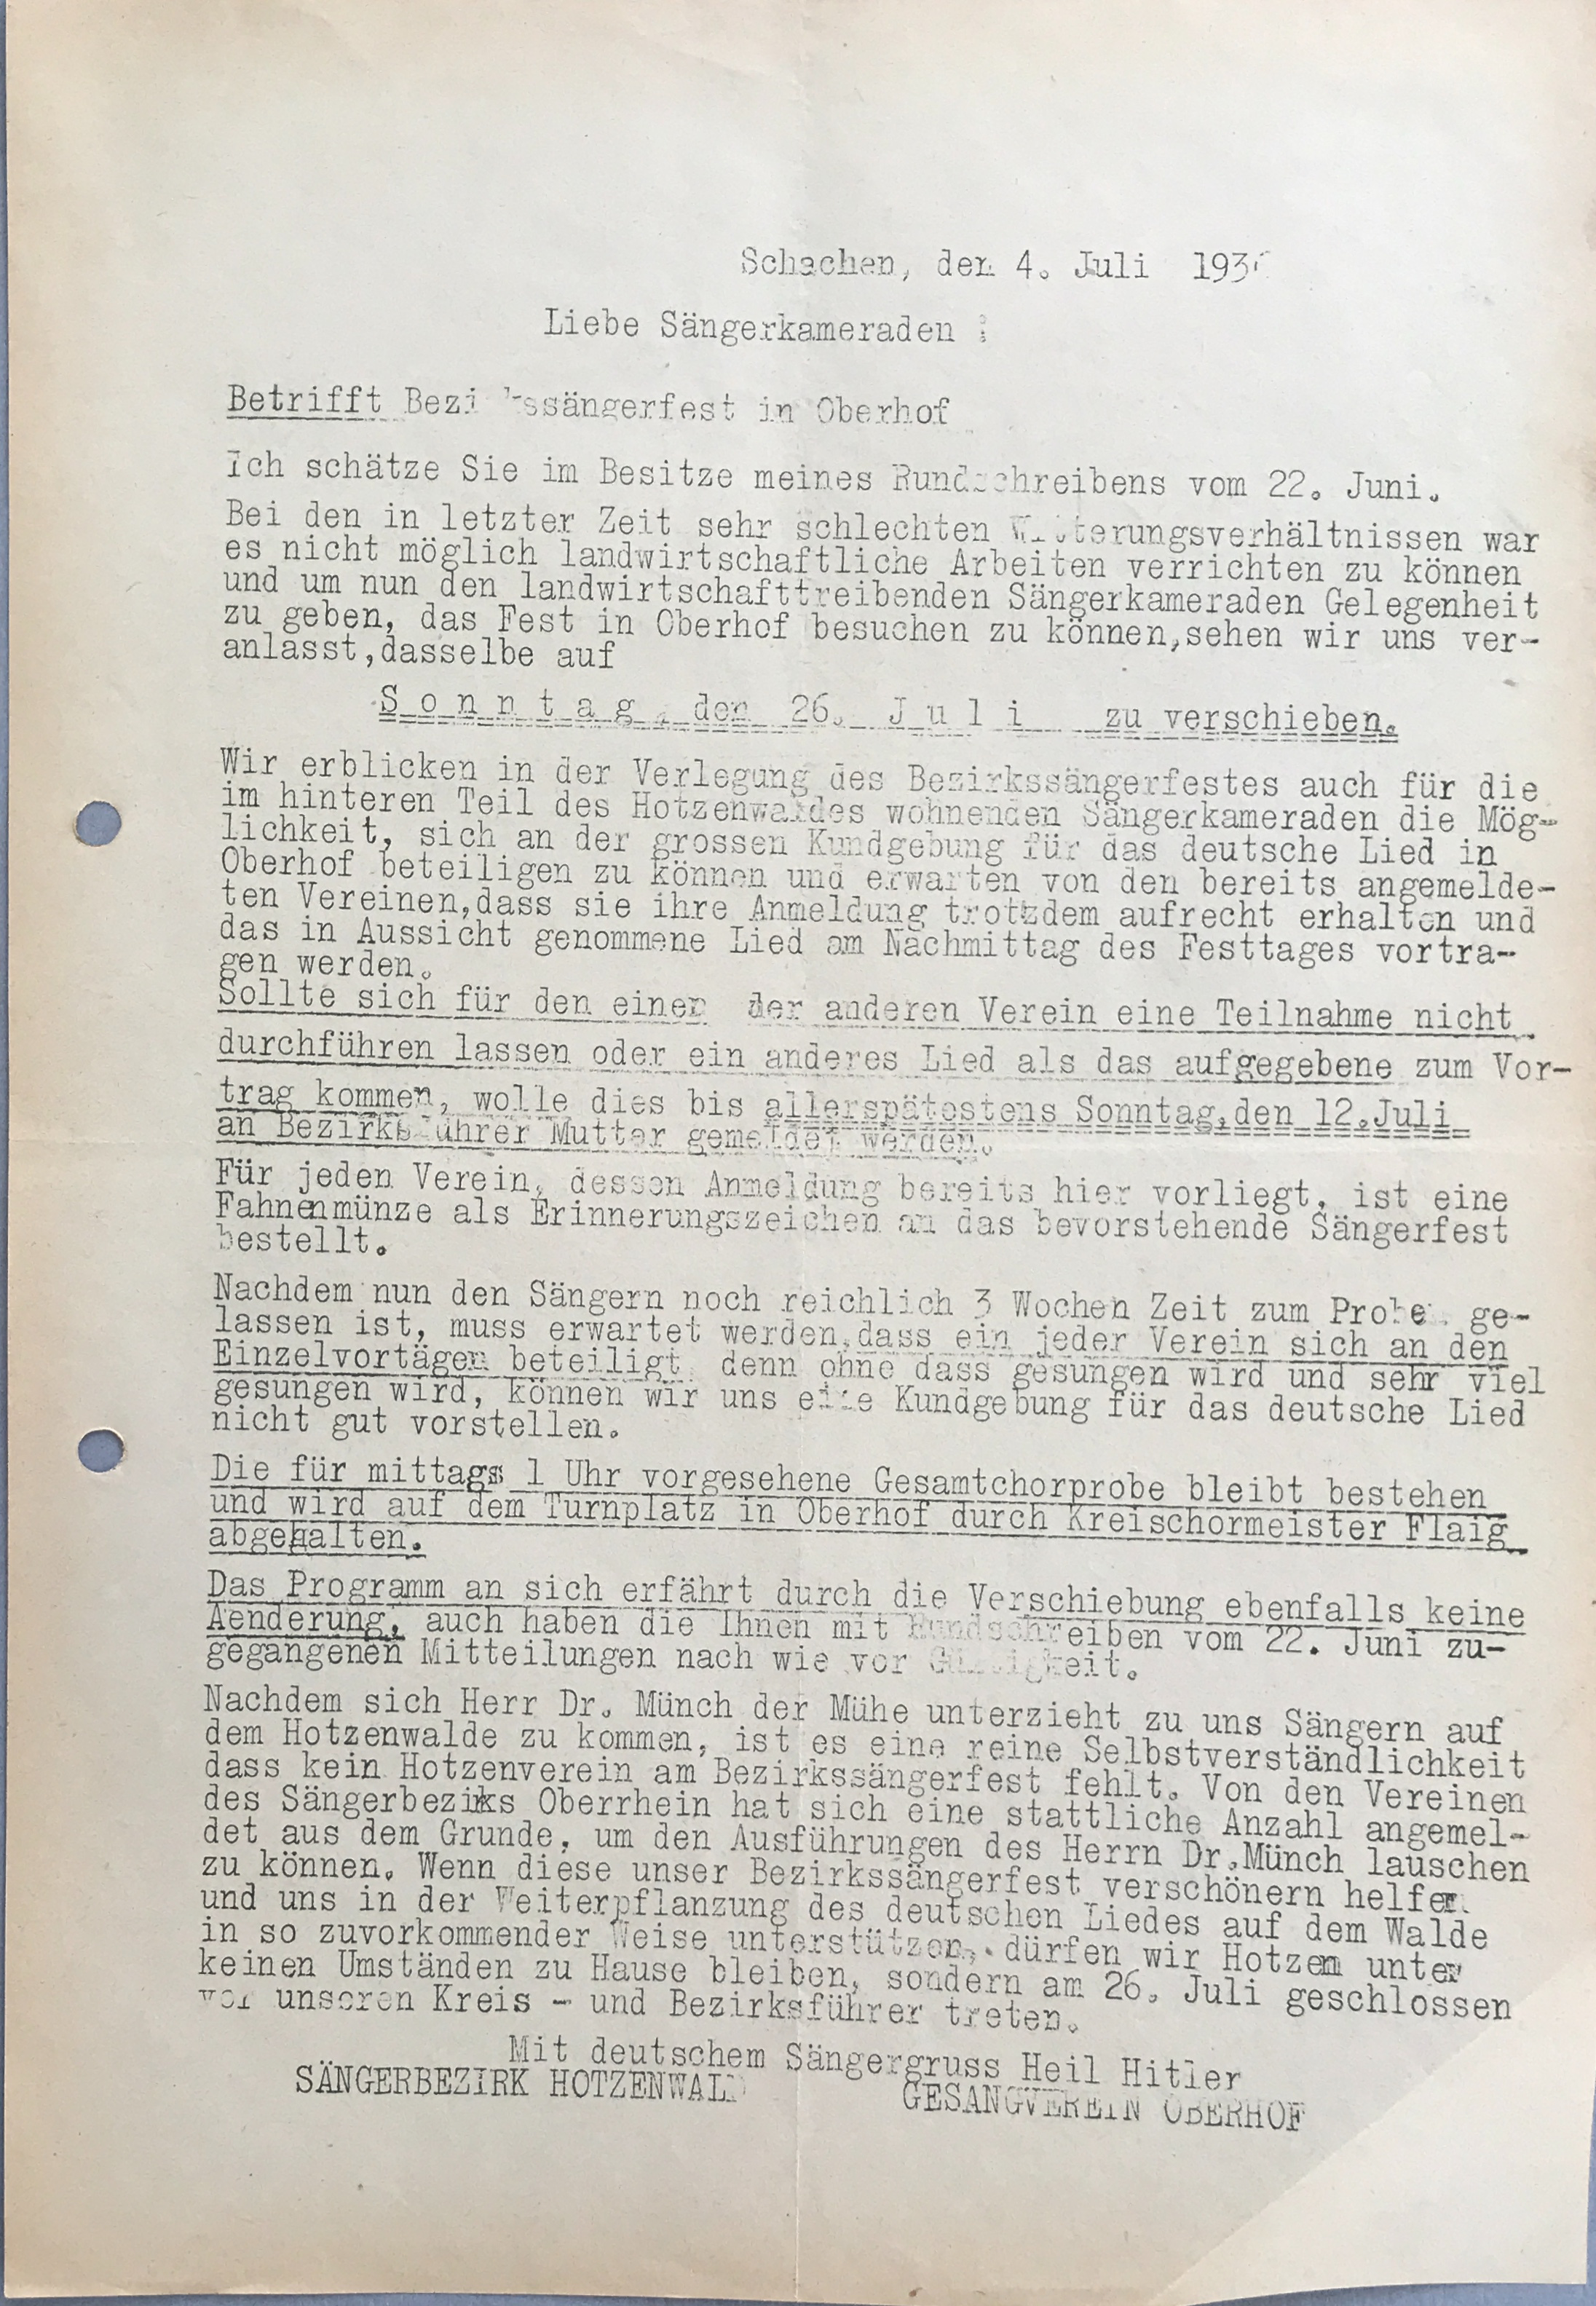 Schachen, den 4. Juli 193
Liebe Sängerkameraden :
Betrifft Bezirkssängerfest in Oberhof
Ich schätze Sie im Besitze meines Rundschreibens vom 22. Juni.
Bei den in letzter Zeit sehr schlechten Witterungsverhältnissen war
es nicht möglich landwirtschaftliche Arbeiten verrichten zu können
und um nun den landwirtschafttreibenden Sängerkameraden Gelegenheit
zu geben, das Fest in Oberhof besuchen zu können,sehen wir uns ver-
anlasst,dasselbe auf
S o n n t a g , den 26. J u l i zu verschieben.
Wir erblicken in der Verlegung des Bezirkssängerfestes auch für die
im hinteren Teil des Hotzenwaldes wohnenden Sängerkameraden die Mög-
lichkeit, sich an der grossen Kundgebung für das deutsche Lied in
Oberhof beteiligen zu können und erwarten von den bereits angemelde-
ten Vereinen,dass sie ihre Anmeldung trotzdem aufrecht erhalten und
das in Aussicht genommene Lied am Nachmittag des Festtages vortra-
gen werden.
Sollte sich für den einen der anderen Verein eine Teilnahme nicht
durchführen lassen oder ein anderes Lied als das aufgegebene zum Vor-
trag kommen, wolle dies bis allerspätestens Sonntag,den 12.Juli
an Bezirksführer Mutter gemeldet werden.
Für jeden Verein, dessen Anmeldung bereits hier vorliegt, ist eine
Fahnenmünze als Erinnerungszeichen an das bevorstehende Sängerfest
bestellt.
Nachdem nun den Sängern noch reichlich 3 Wochen Zeit zum Proben ge-
lassen ist, muss erwartet werden,dass ein jeder Verein sich an den
Einzelvortägen beteiligt denn ohne dass gesungen wird und sehr viel
gesungen wird, können wir uns eine Kundgebung für das deutsche Lied
nicht gut vorstellen.
Die für mittags 1 Uhr vorgesehene Gesamtchorprobe bleibt bestehen
und wird auf dem Turnplatz in Oberhof durch Kreischormeister Flaig
abgehalten.
Das Programm an sich erfährt durch die Verschiebung ebenfalls keine
Aenderung, auch haben die Ihnen mit Rundschreiben vom 22. Juni zu-
gegangenen Mitteilungen nach wie vor Gültigkeit.
Nachdem sich Herr Dr. Münch der Mühe unterzieht zu uns Sängern auf
dem Hotzenwalde zu kommen, ist es eine reine Selbstverständlichkeit
dass kein Hotzenverein am Bezirkssängerfest fehlt. Von den Vereinen
des Sängerbezirks Oberrhein hat sich eine stattliche Anzahl angemel-
det aus dem Grunde, um den Ausführungen des Herrn Dr.Münch lauschen
zu können. Wenn diese unser Bezirkssängerfest verschönern helfen
und uns in der Weiterpflanzung des deutschen Liedes auf dem Walde
in so zuvorkommender Weise unterstützen, dürfen wir Hotzen unter
keinen Umständen zu Hause bleiben, sondern am 26. Juli geschlossen
vor unseren Kreis - und Bezirksführer treten.
Mit deutschem Sängergruss Heil Hitler
SÄNGERBEZIRK HOTZENWALD
GESANGVEREIN OBERHOF